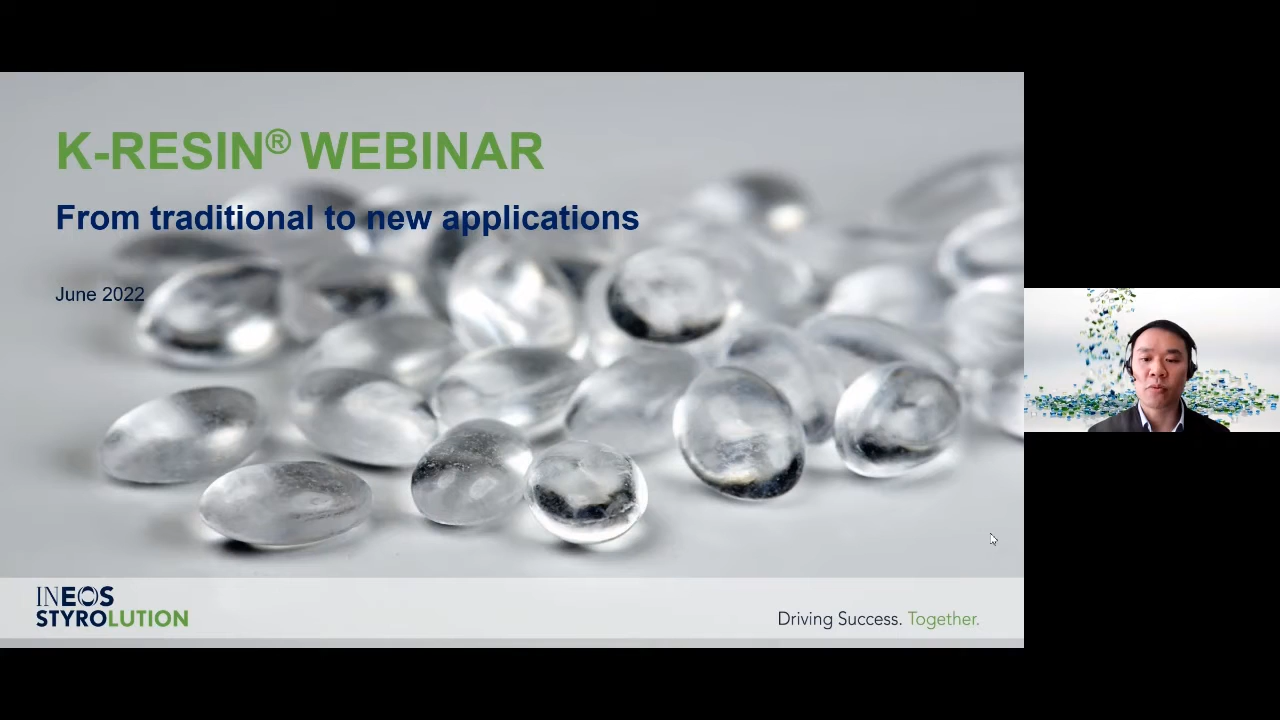 K-RESIN® WEBINAR
From traditional to new applications
June 2022
INEOS
STYROLUTION
Driving Success. Together.